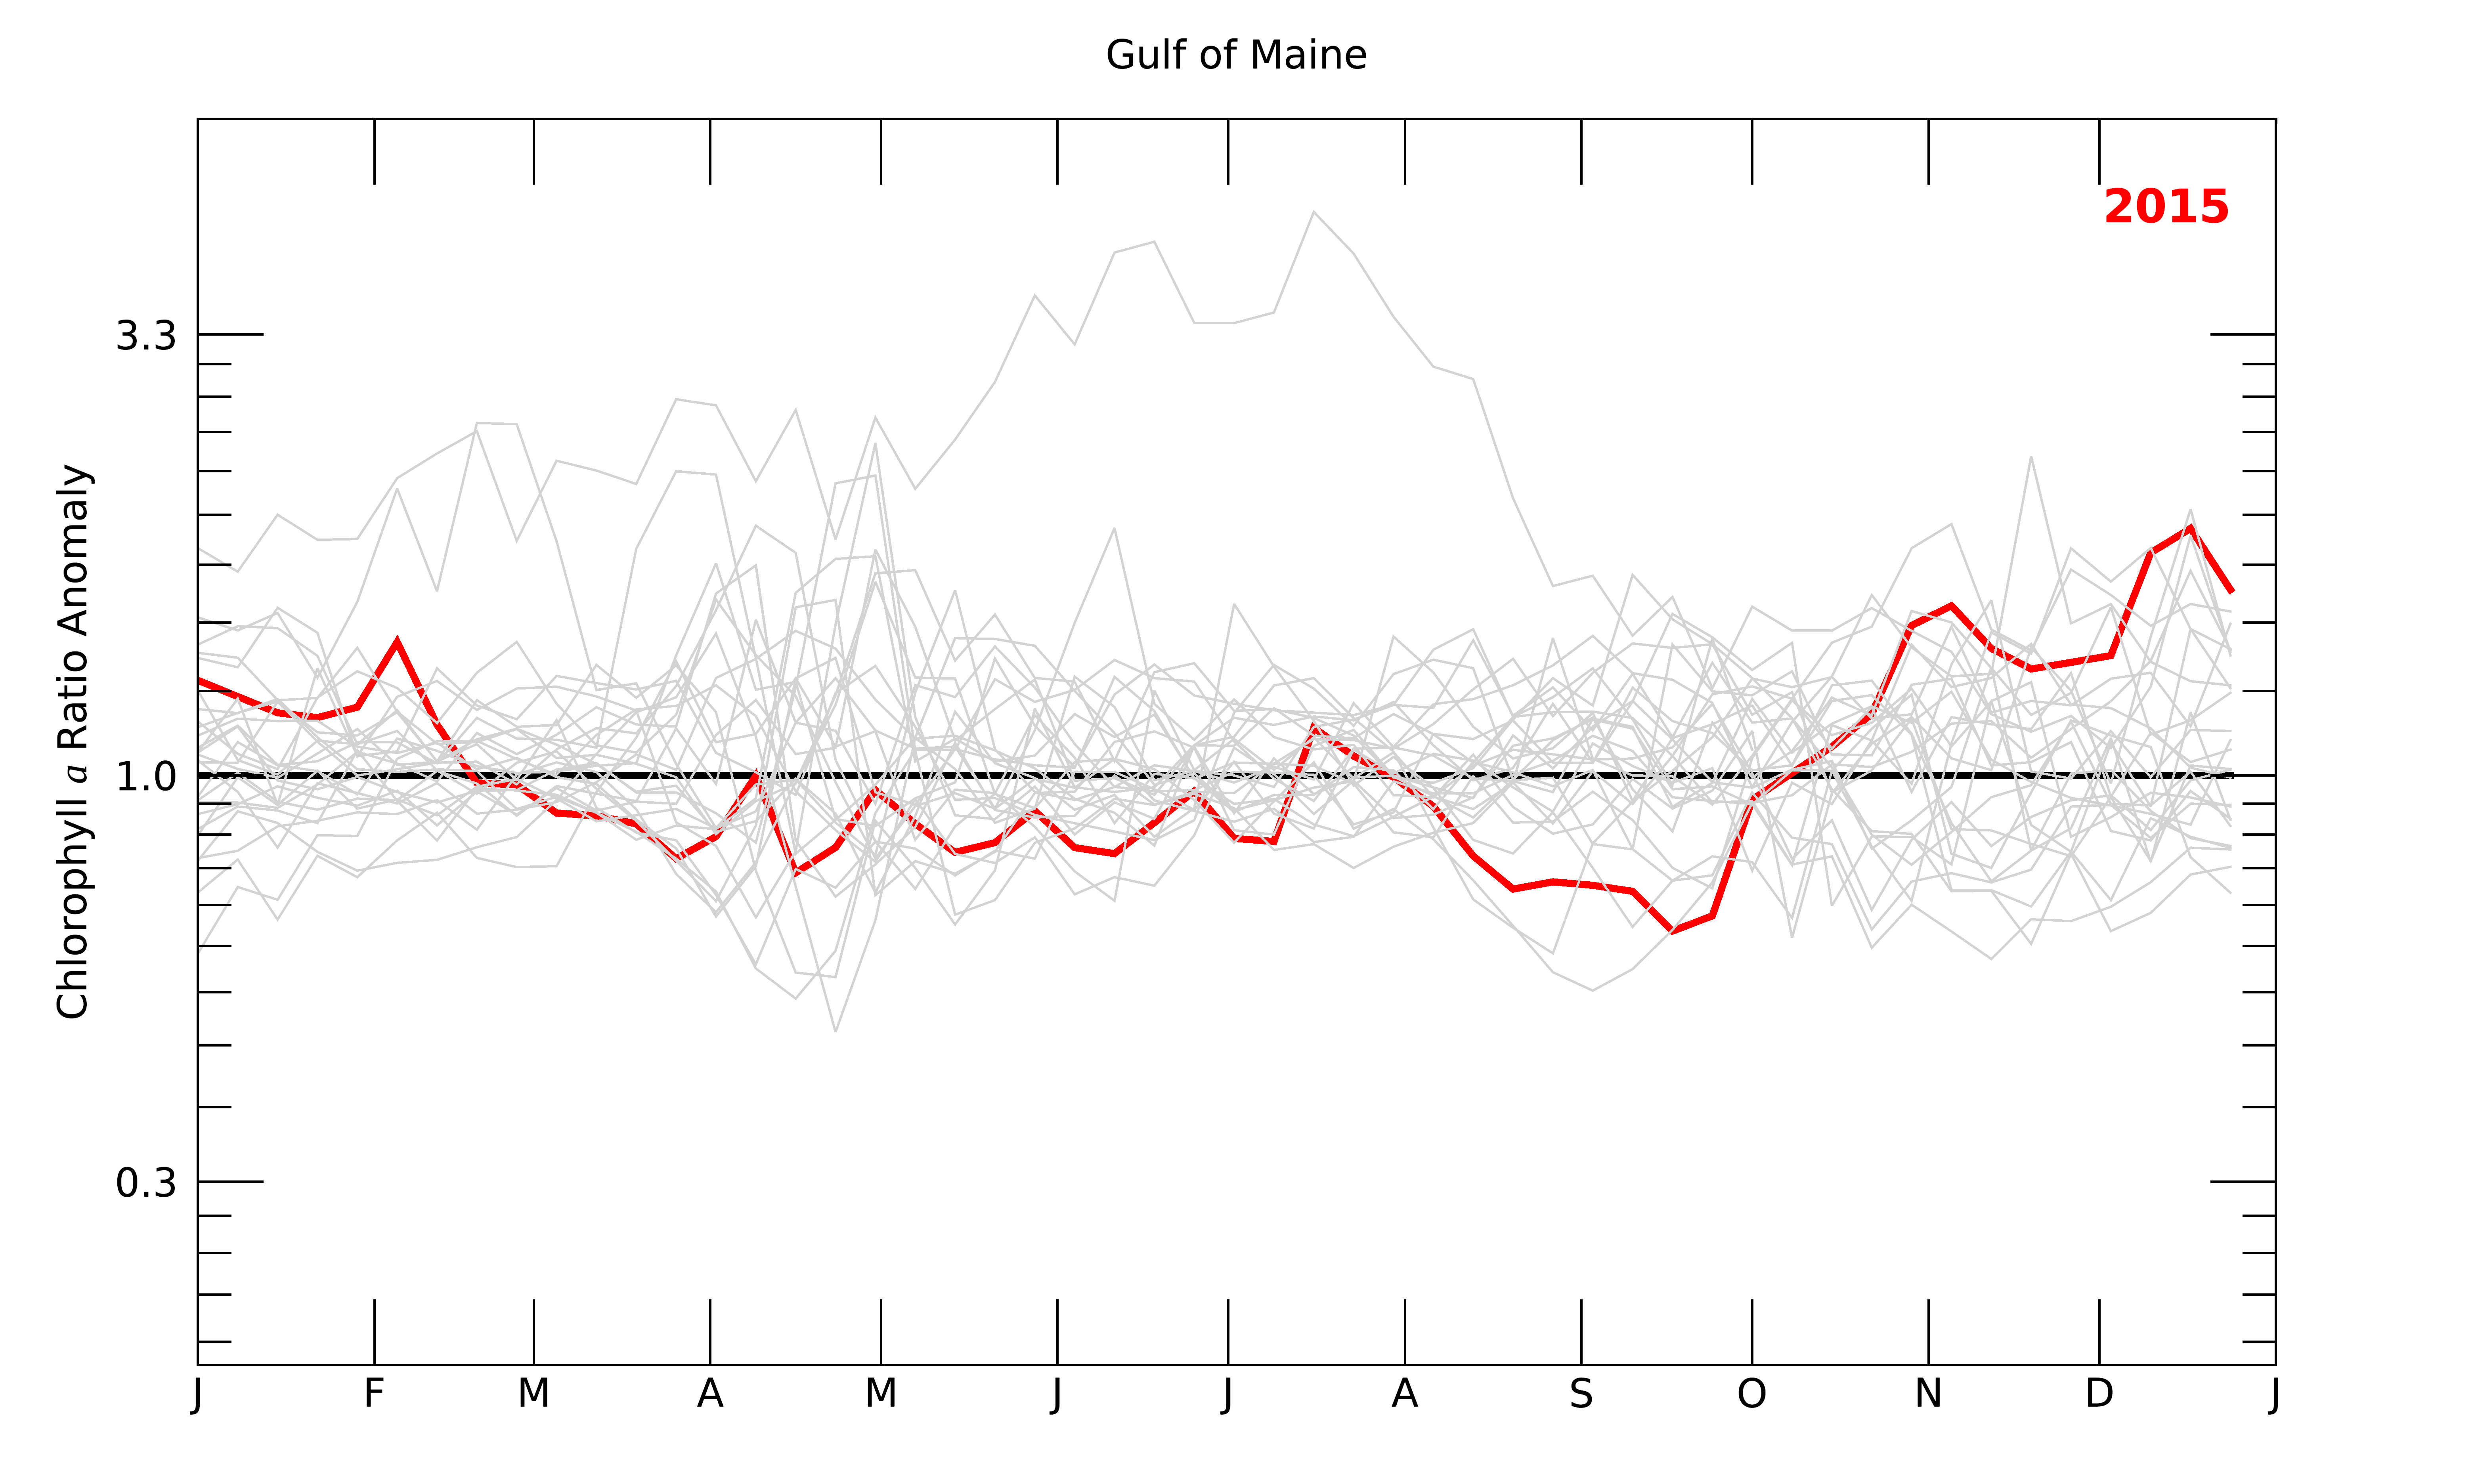 Gulf of Maine
2015
Chlorophyll a Ratio Anomaly
3.3
1.0
0.3
J F M A M J J A S O N D J